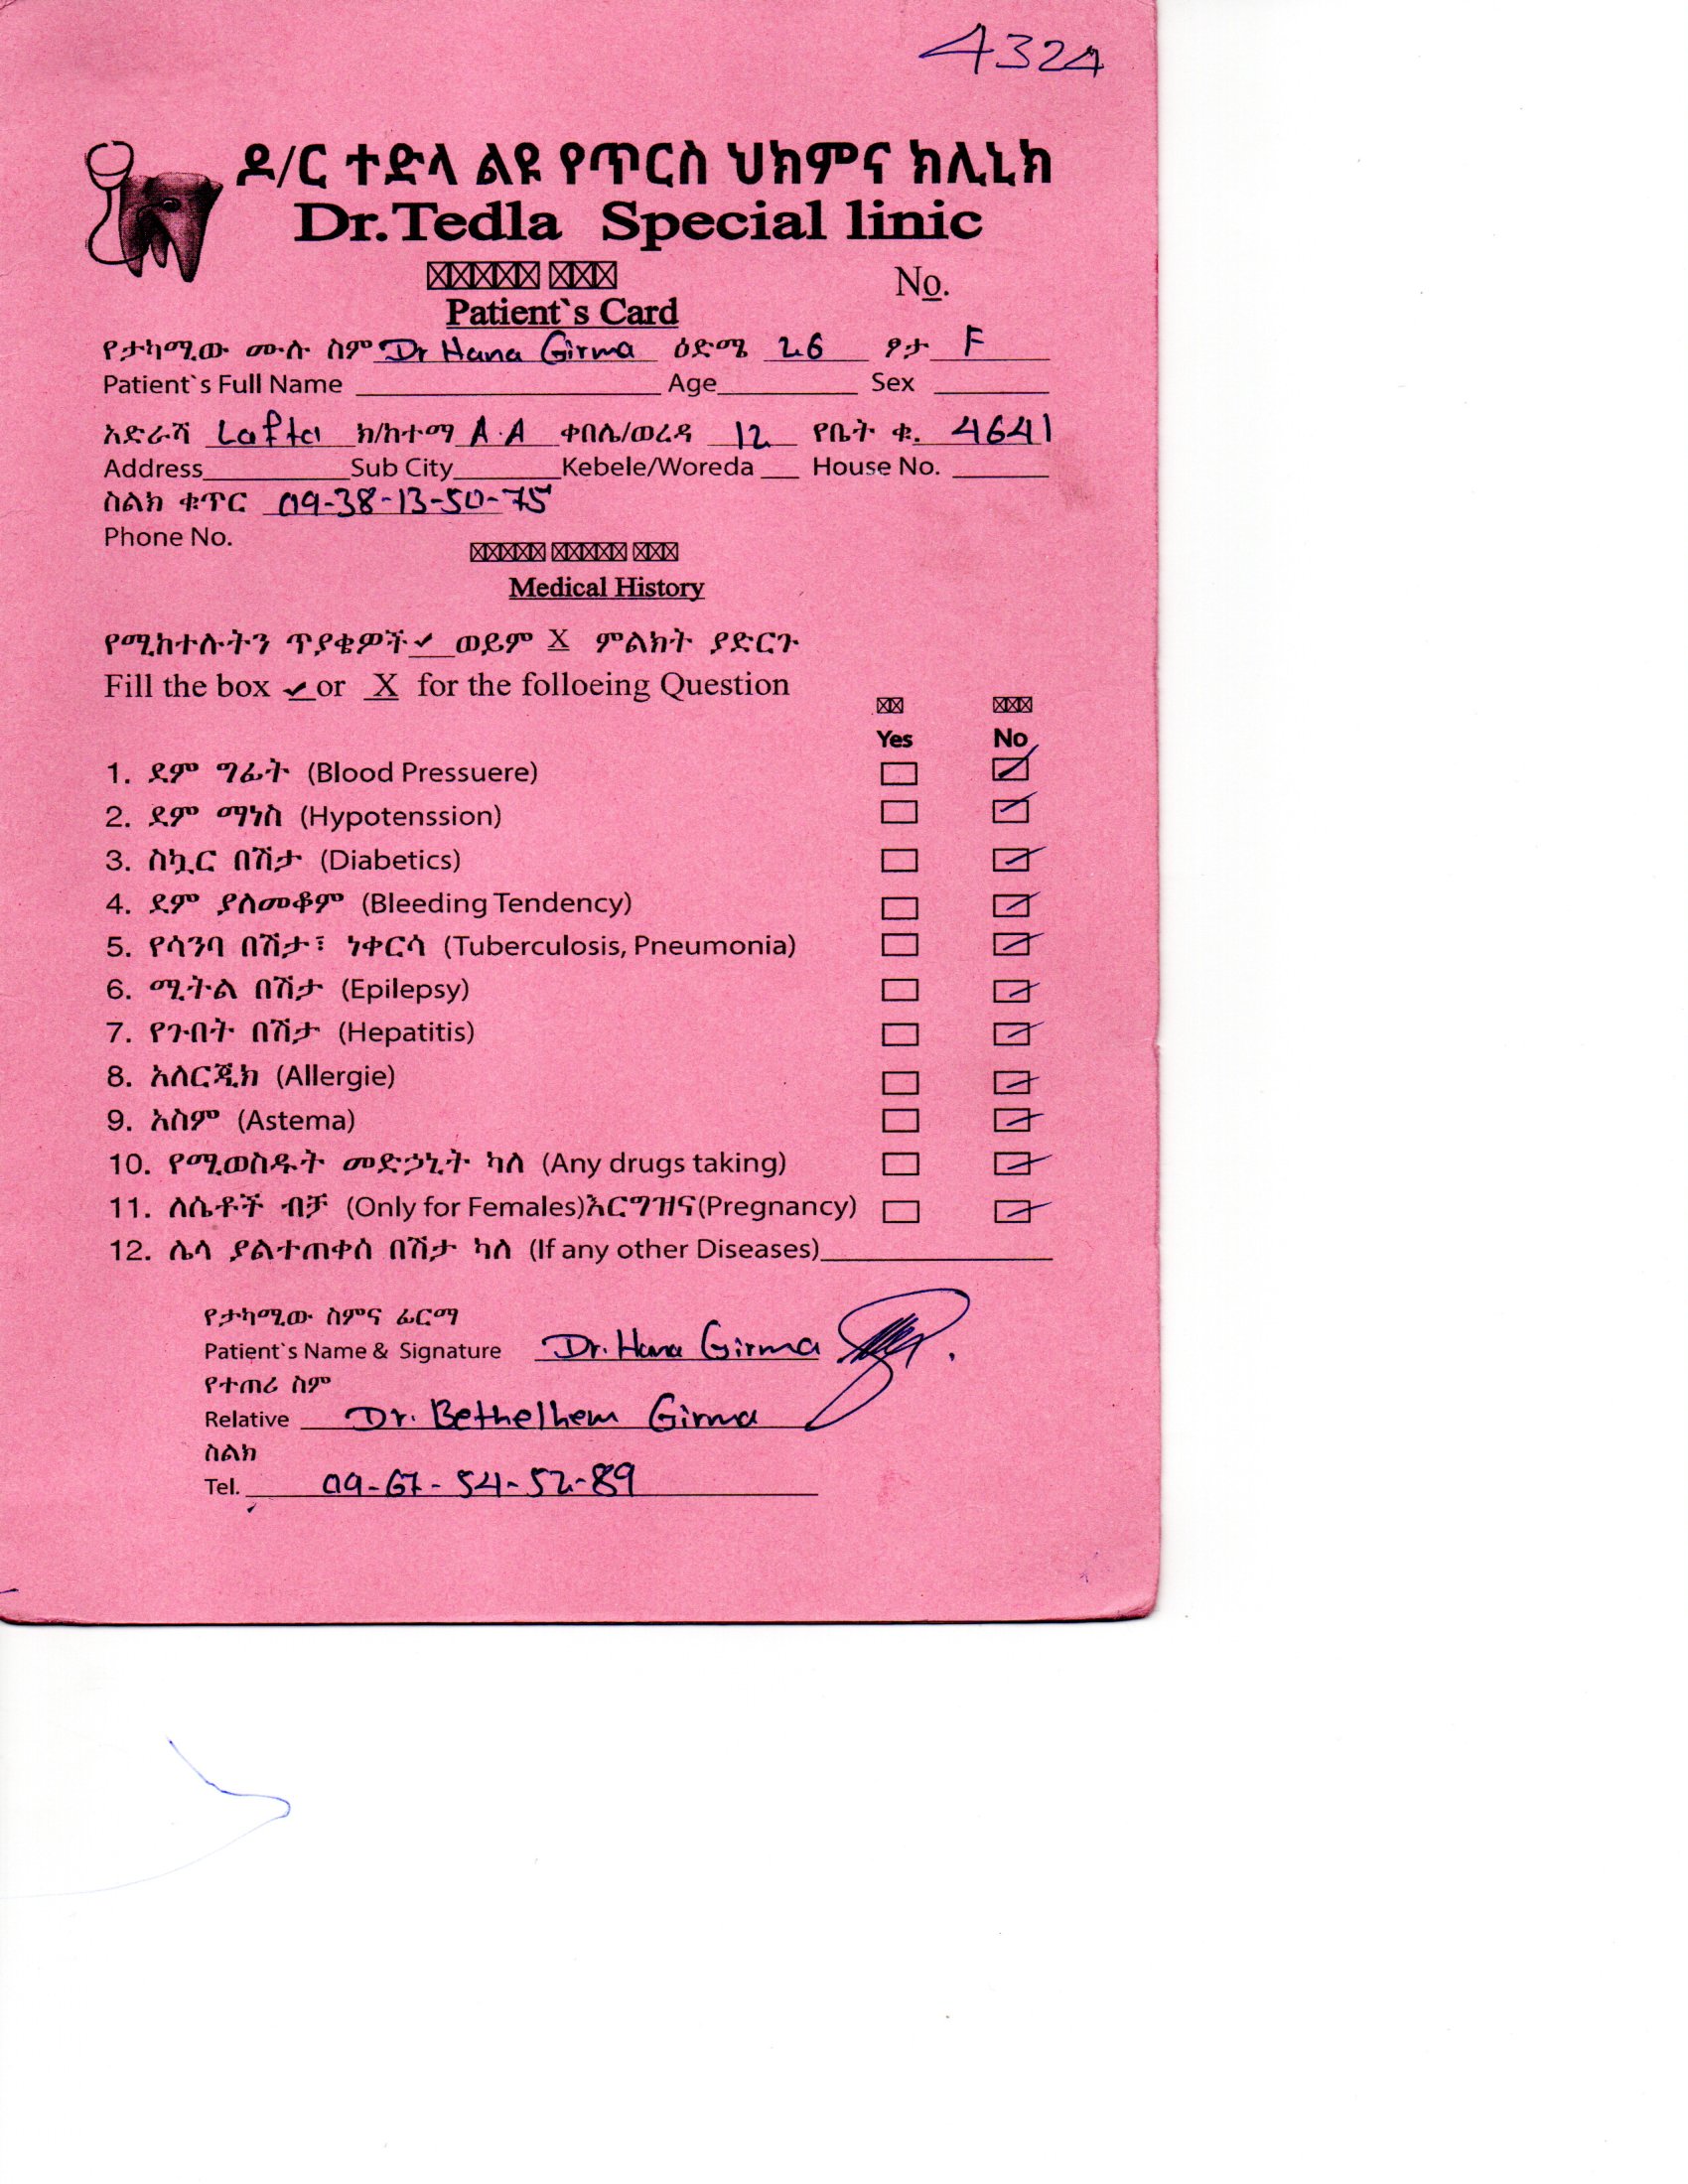 4324
ዶ/ር ተድላ ልዩ የጥርስ ህክምና ክሊኒክ
Dr.Tedla Special linic
Patient`s Card
No.
የታካሚው ሙሉ ስም Dr Hana Girma ዕድሜ 26 ፆታ F
Patient`s Full Name Age Sex
አድራሻ Lafta ክ/ከተማ A.A ቀበሌ/ወረዳ 12 የቤት ቁ. 4641
Address Sub City Kebele/Woreda House No.
ስልክ ቁጥር 09-38-13-50-75
Phone No.
Medical History
የሚከተሉትን ጥያቄዎች ✓ ወይም X ምልክት ያድርጉ
Fill the box ✓ or X for the folloeing Question
Yes No
1. ደም ግፊት (Blood Pressuere) ☐ ☑
2. ደም ማነስ (Hypotenssion) ☐ ☑
3. ስኳር በሽታ (Diabetics) ☐ ☑
4. ደም ያለመቆም (Bleeding Tendency) ☐ ☑
5. የሳንባ በሽታ፣ ነቀርሳ (Tuberculosis, Pneumonia) ☐ ☑
6. ሚትል በሽታ (Epilepsy) ☐ ☑
7. የጉበት በሽታ (Hepatitis) ☐ ☑
8. አለርጂክ (Allergie) ☐ ☑
9. አስም (Astema) ☐ ☑
10. የሚወስዱት መድኃኒት ካለ (Any drugs taking) ☐ ☑
11. ለሴቶች ብቻ (Only for Females)እርግዝና(Pregnancy) ☐ ☑
12. ሌላ ያልተጠቀሰ በሽታ ካለ (If any other Diseases)
የታካሚው ስምና ፊርማ
Patient`s Name & Signature Dr. Hana Girma
የተጠሪ ስም
Relative Dr. Bethelhem Girma
ስልክ
Tel. 09-67-54-52-89